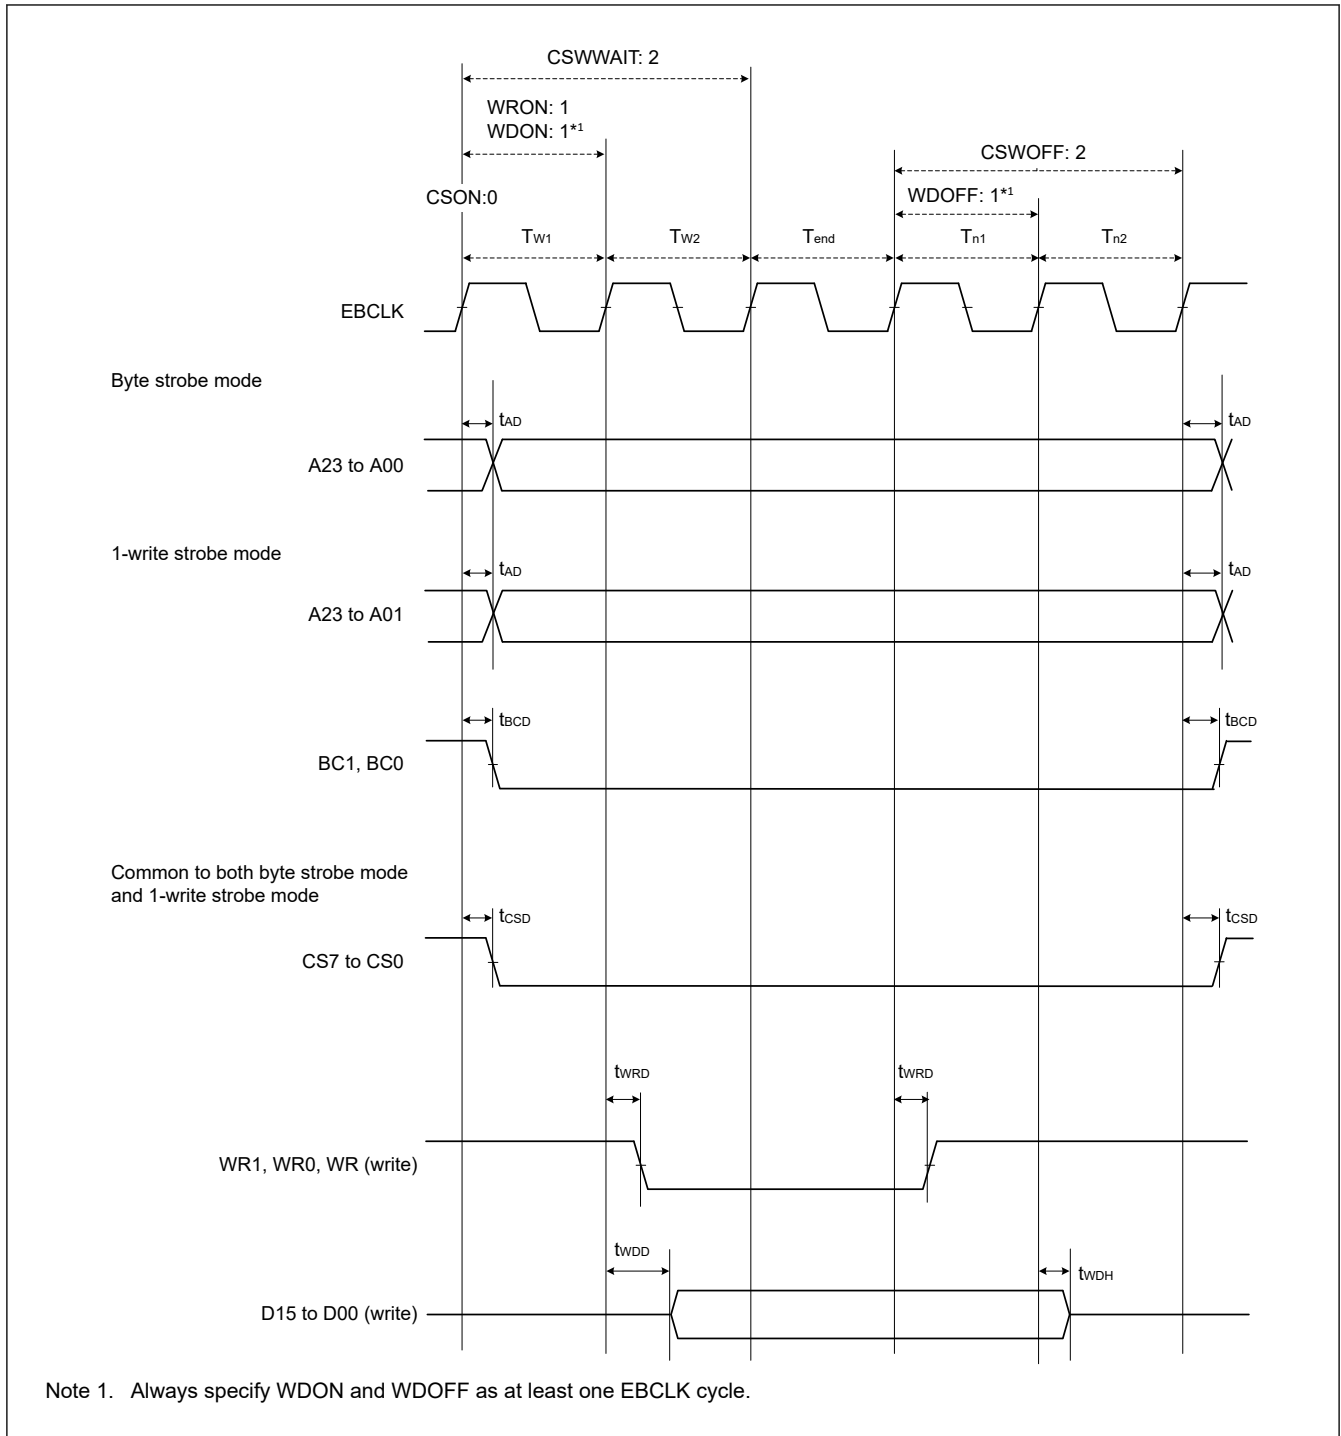 CSWWAIT: 2
WRON: 1
WDON: 1*1
CSWOFF: 2
WDOFF: 1*1
CSON:0
TW1
TW2
Tend
Tn1
Tn2
EBCLK
Byte strobe mode
tAD
tAD
A23 to A00
1-write strobe mode
tAD
tAD
A23 to A01
tBCD
tBCD
BC1, BC0
Common to both byte strobe mode
and 1-write strobe mode
tCSD
tCSD
CS7 to CS0
tWRD
tWRD
WR1, WR0, WR (write)
tWDD
tWDH
D15 to D00 (write)
Note 1. Always specify WDON and WDOFF as at least one EBCLK cycle.